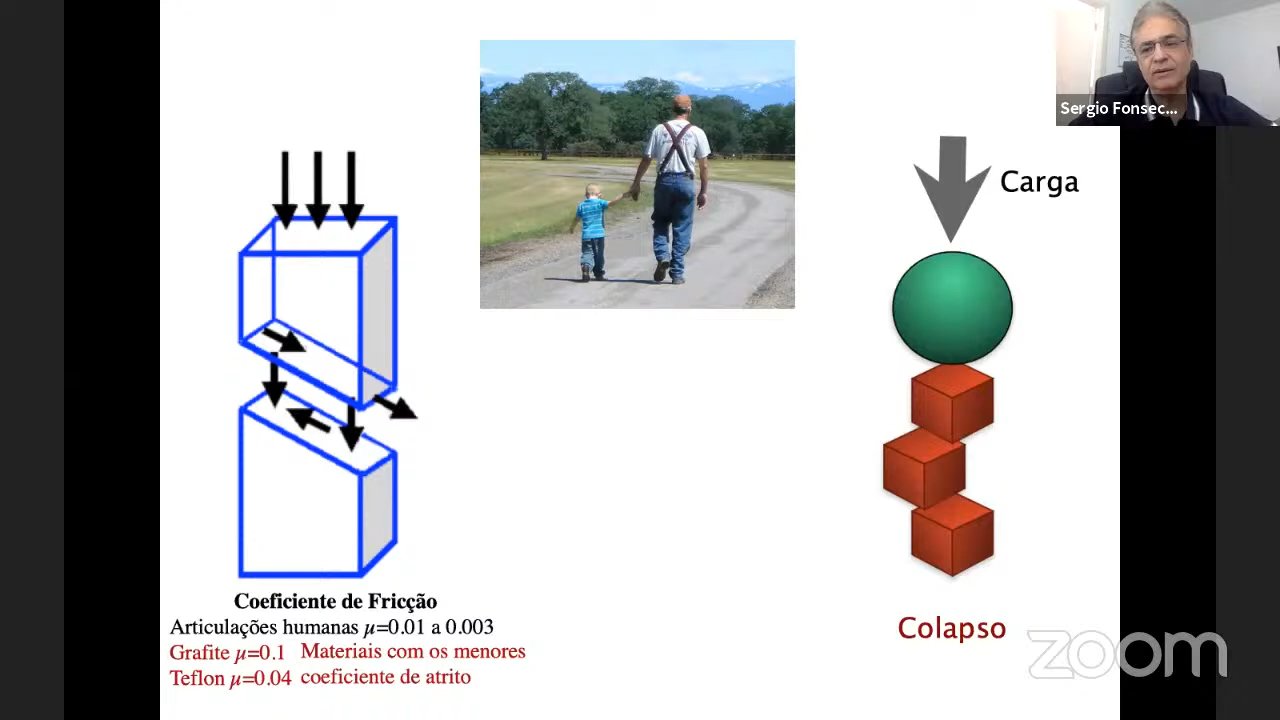 Sergio Fonsec...
Carga
Coeficiente de Fricção
Articulações humanas μ=0.01 a 0.003
Grafite μ=0.1 Materiais com os menores
Teflon μ=0.04 coeficiente de atrito
Colapso
zoom